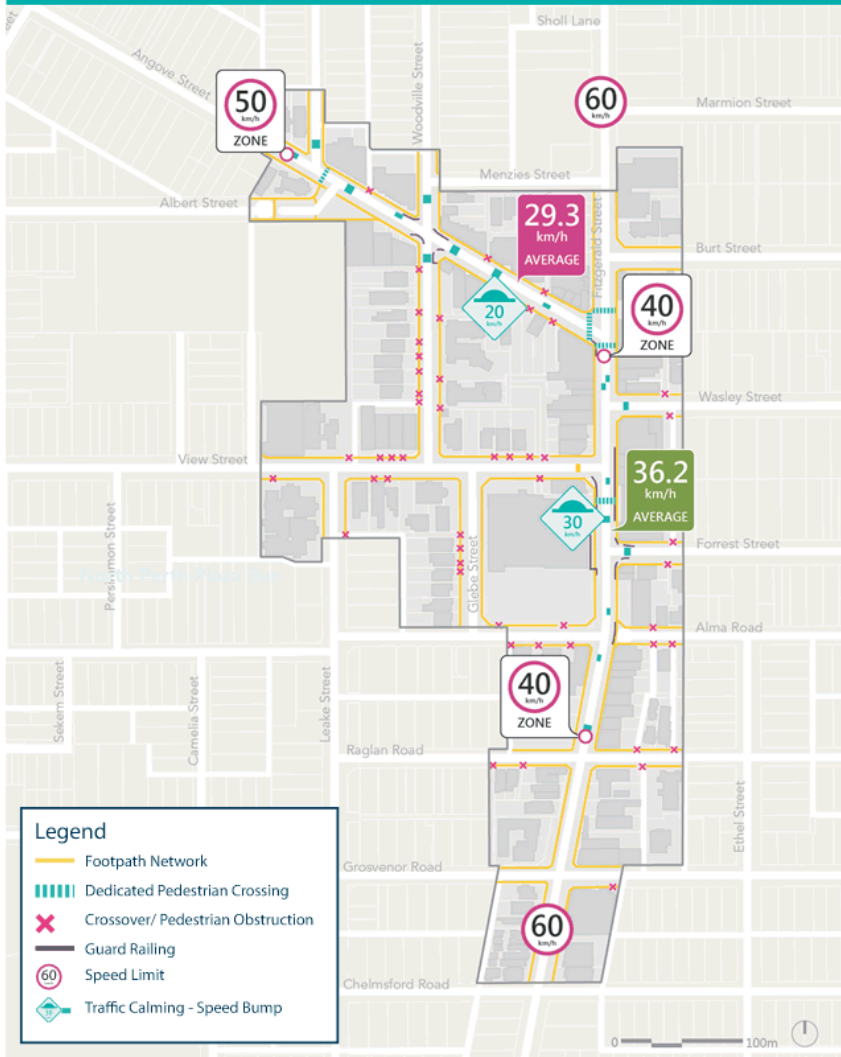 Sholl Lane
Angove Street
Woodville Street
50
km/h
ZONE
60
km/h
Marmion Street
Menzies Street
Albert Street
29.3
km/h
AVERAGE
Fitzgerald Street
Burt Street
20
km/h
40
km/h
ZONE
Wasley Street
View Street
36.2
km/h
AVERAGE
30
km/h
Persimmon Street
Glebe Street
Forrest Street
Alma Road
Sekem Street
Camelia Street
Leake Street
40
km/h
ZONE
Raglan Road
Ethel Street
Legend
Footpath Network
Dedicated Pedestrian Crossing
Crossover/ Pedestrian Obstruction
Guard Railing
60
Speed Limit
Traffic Calming - Speed Bump
Grosvenor Road
60
km/h
Chelmsford Road
0
100m